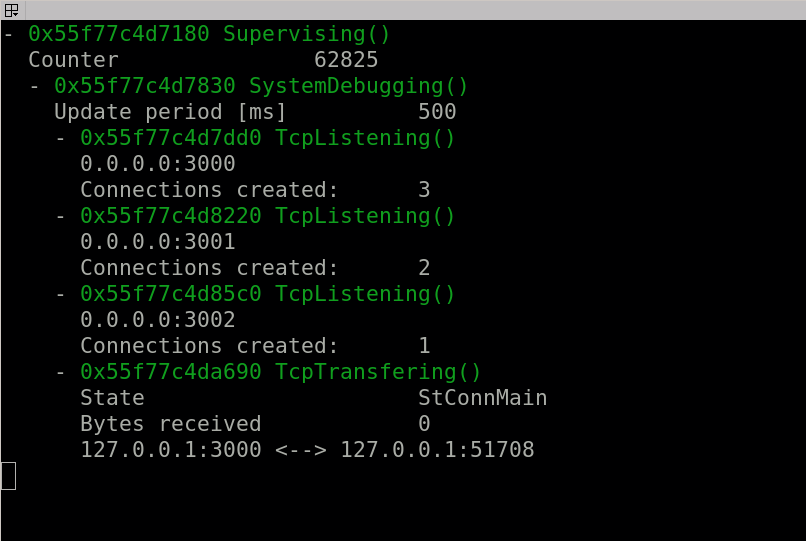 - 0x55f77c4d7180 Supervising()
  Counter               62825
  - 0x55f77c4d7830 SystemDebugging()
    Update period [ms]          500
    - 0x55f77c4d7dd0 TcpListening()
      0.0.0.0:3000
      Connections created:      3
    - 0x55f77c4d8220 TcpListening()
      0.0.0.0:3001
      Connections created:      2
    - 0x55f77c4d85c0 TcpListening()
      0.0.0.0:3002
      Connections created:      1
    - 0x55f77c4da690 TcpTransfering()
      State                     StConnMain
      Bytes received            0
      127.0.0.1:3000 <--> 127.0.0.1:51708